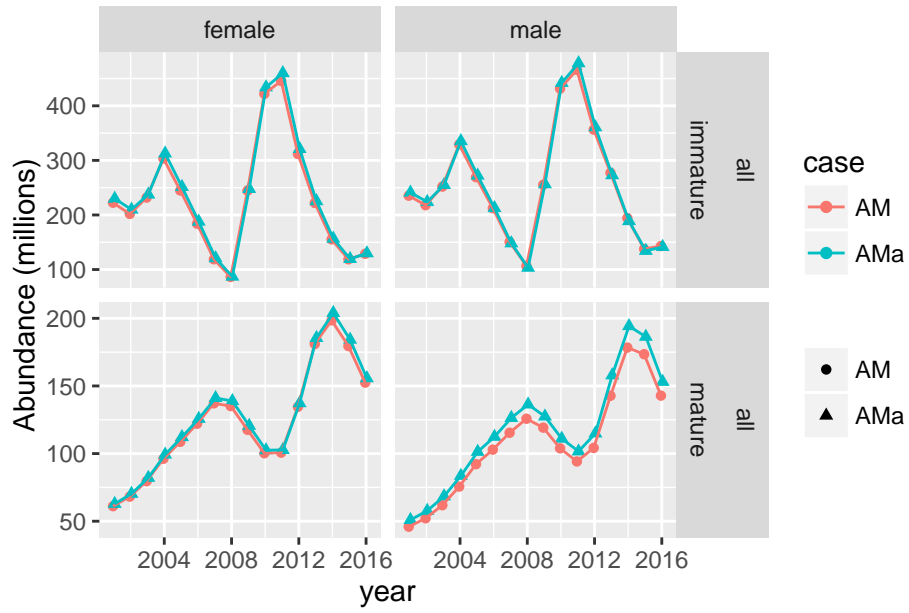 female
male
Abundance (millions)
400
300
200
100
immature
all
200
150
100
50
mature
all
2004
2008
2012
2016
2004
2008
2012
2016
year
case
AM
AMa
AM
AMa